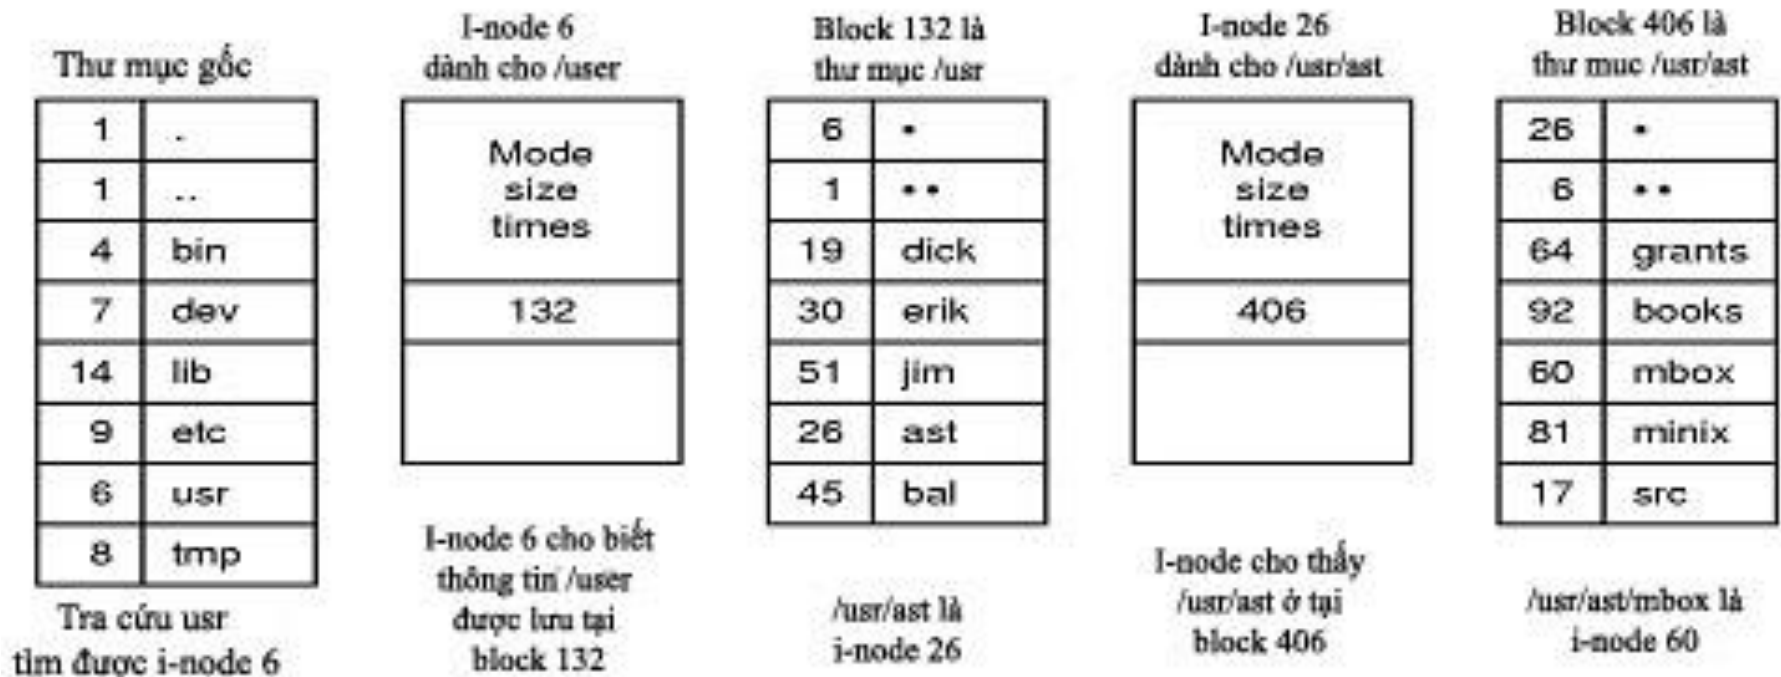 Thư mục gốc
1 .
1 ..
4 bin
7 dev
14 lib
9 etc
6 usr
8 tmp
Tra cứu usr
tìm được i-node 6
I-node 6
dành cho /user
Mode
size
times
132
I-node 6 cho biết
thông tin /user
được lưu tại
block 132
Block 132 là
thư mục /usr
6 •
1 ••
19 dick
30 erik
51 jim
26 ast
45 bal
/usr/ast là
i-node 26
I-node 26
dành cho /usr/ast
Mode
size
times
406
I-node cho thấy
/usr/ast ở tại
block 406
Block 406 là
thư muc /usr/ast
26 •
6 ••
64 grants
92 books
60 mbox
81 minix
17 src
/usr/ast/mbox là
i-node 60